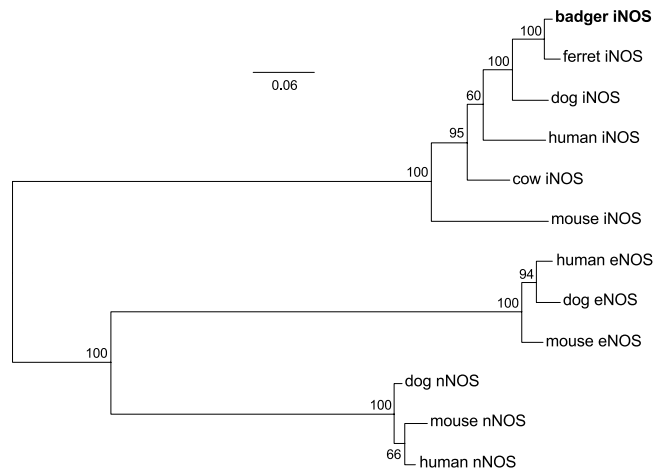 badger iNOS
100
ferret iNOS
100
0.06
60
dog iNOS
95
human iNOS
100
cow iNOS
mouse iNOS
human eNOS
94
100
dog eNOS
mouse eNOS
100
dog nNOS
100
mouse nNOS
66
human nNOS